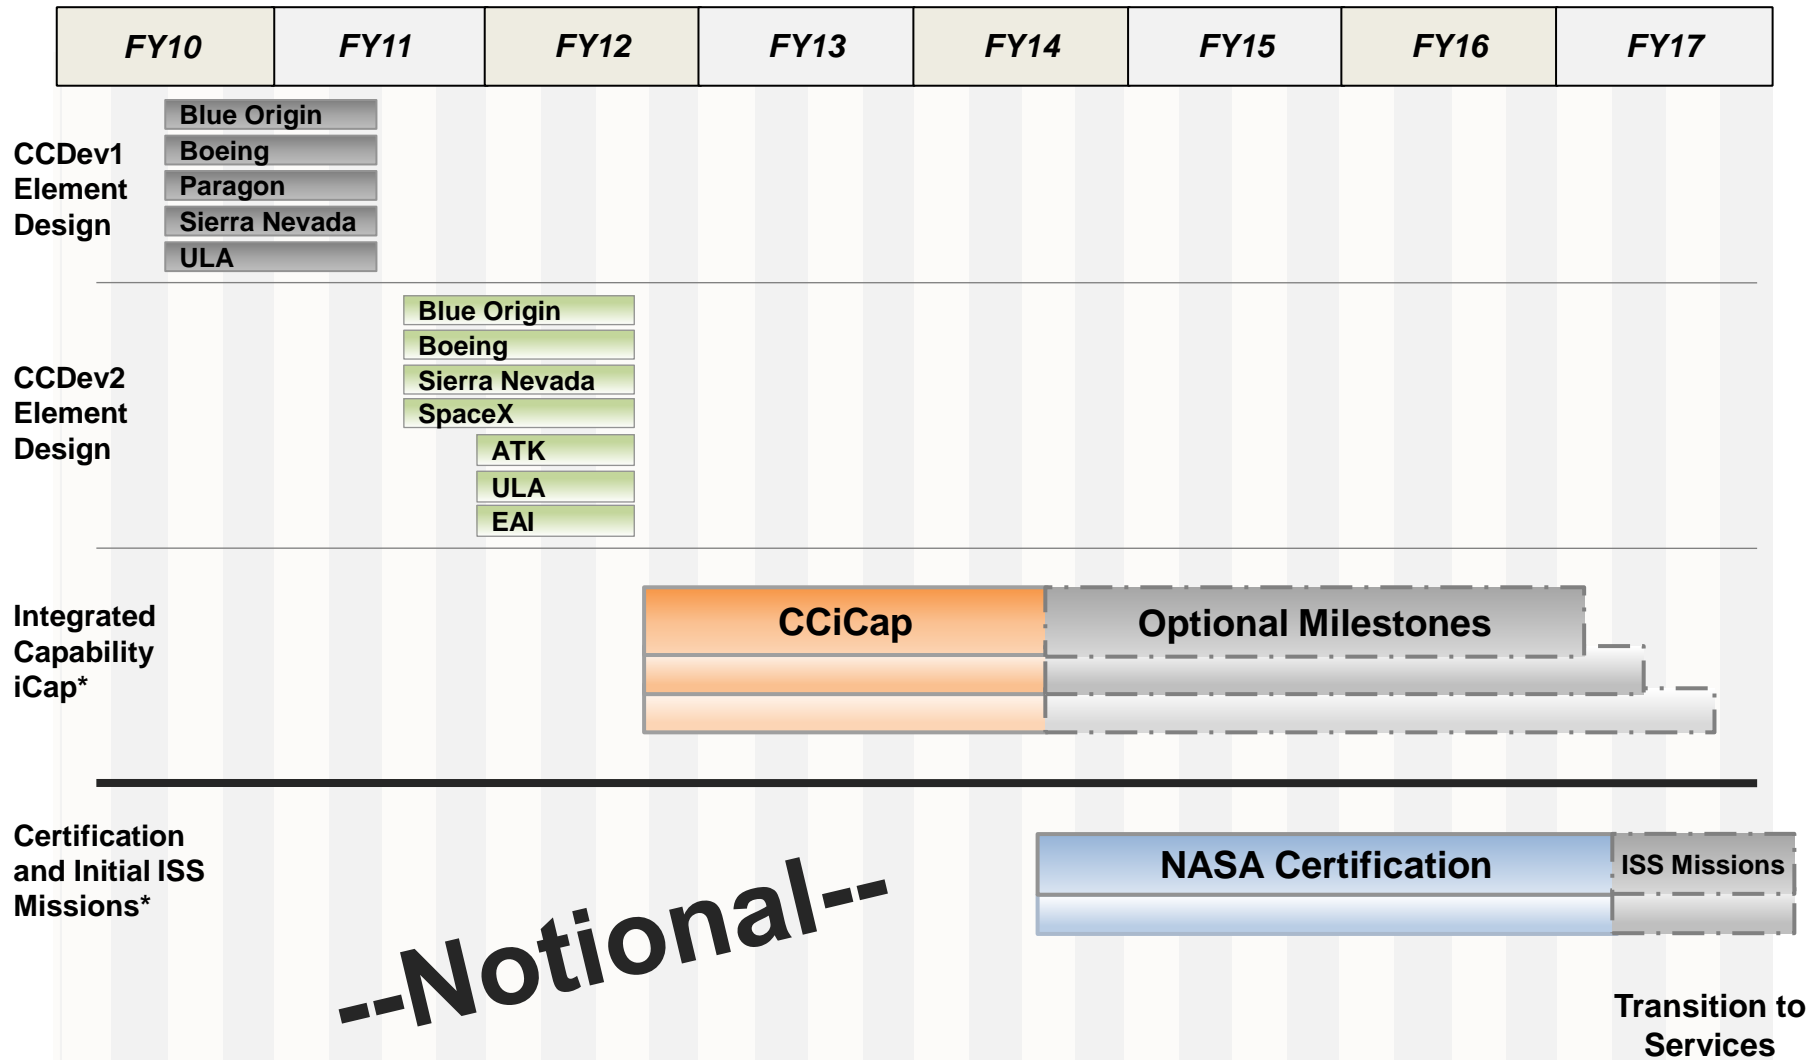 FY10 FY11 FY12 FY13 FY14 FY15 FY16 FY17
CCDev1
Element
Design
Blue Origin
Boeing
Paragon
Sierra Nevada
ULA
CCDev2
Element
Design
Blue Origin
Boeing
Sierra Nevada
SpaceX
ATK
ULA
EAI
Integrated
Capability
iCap*
CCiCap
Optional Milestones
Certification
and Initial ISS
Missions*
NASA Certification
ISS Missions
--Notional--
Transition to
Services